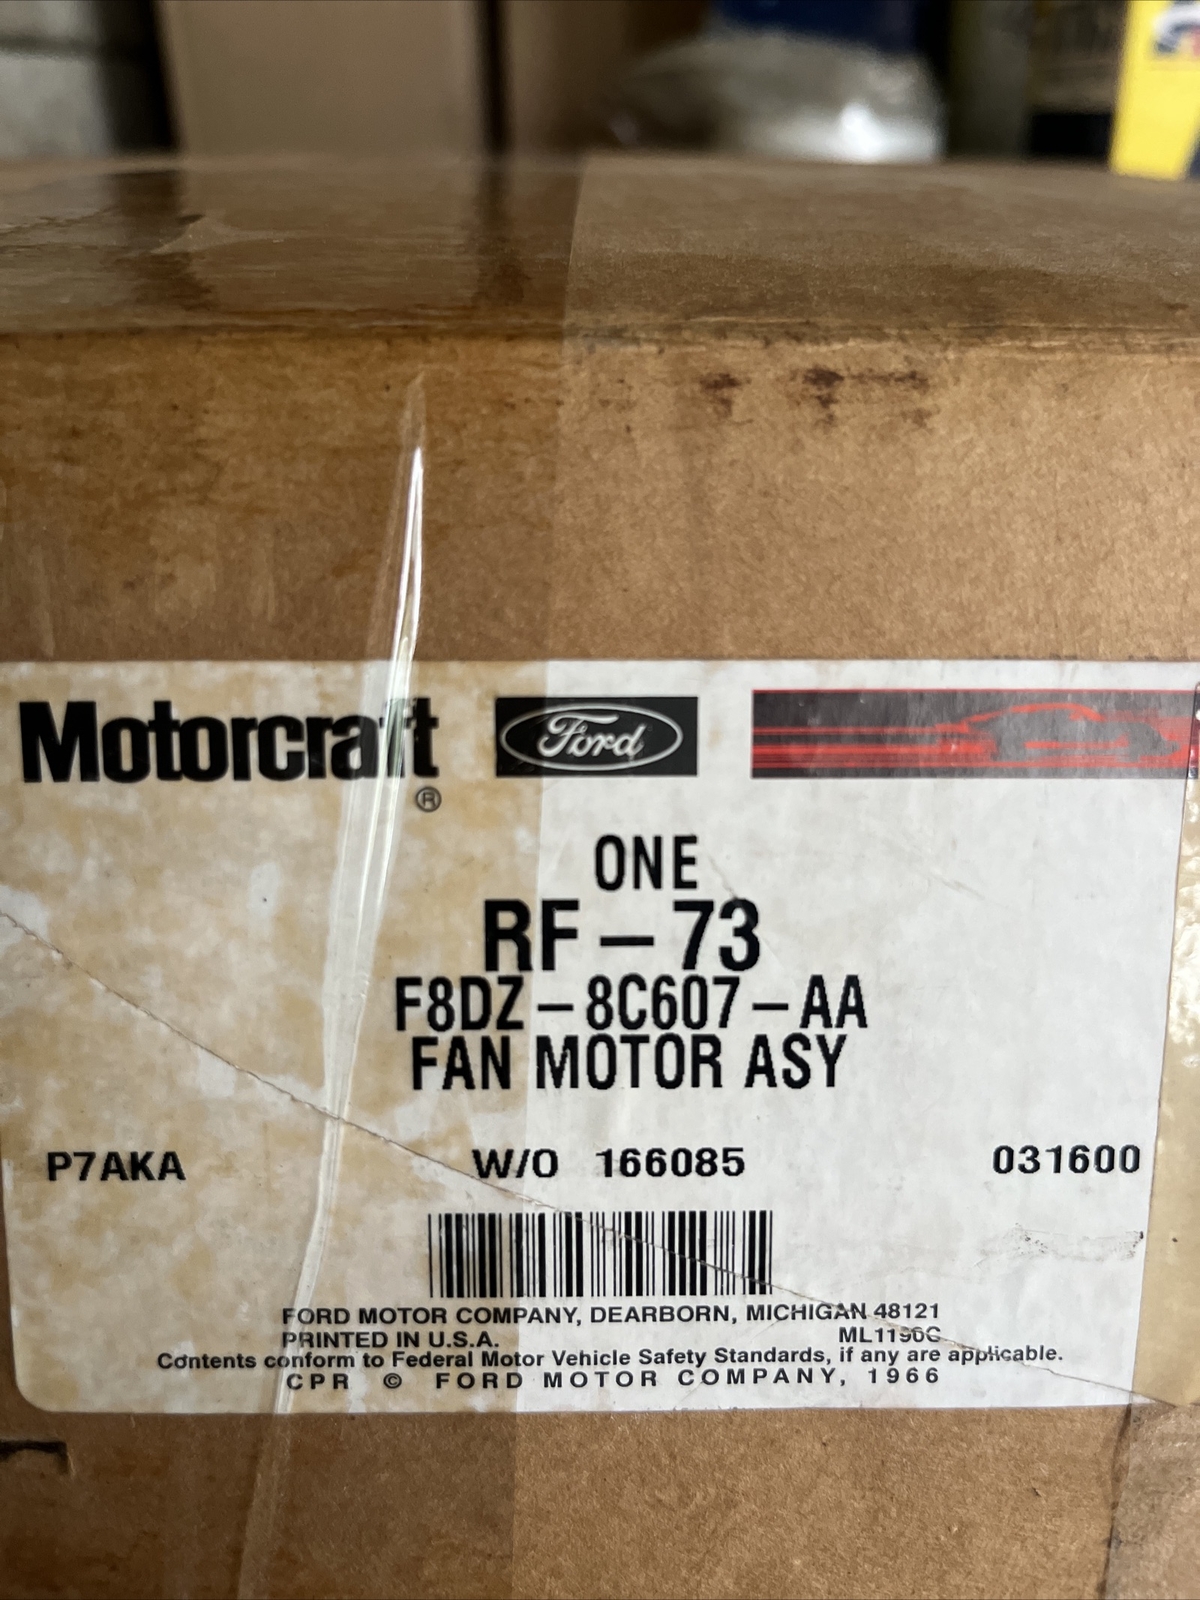 Motorcraft
®
Ford
ONE
RF-73
F8DZ-8C607-AA
FAN MOTOR ASY
P7AKA W/O 166085 031600
FORD MOTOR COMPANY, DEARBORN, MICHIGAN 48121
PRINTED IN U.S.A. ML1196C
Contents conform to Federal Motor Vehicle Safety Standards, if any are applicable.
CPR © FORD MOTOR COMPANY, 1966